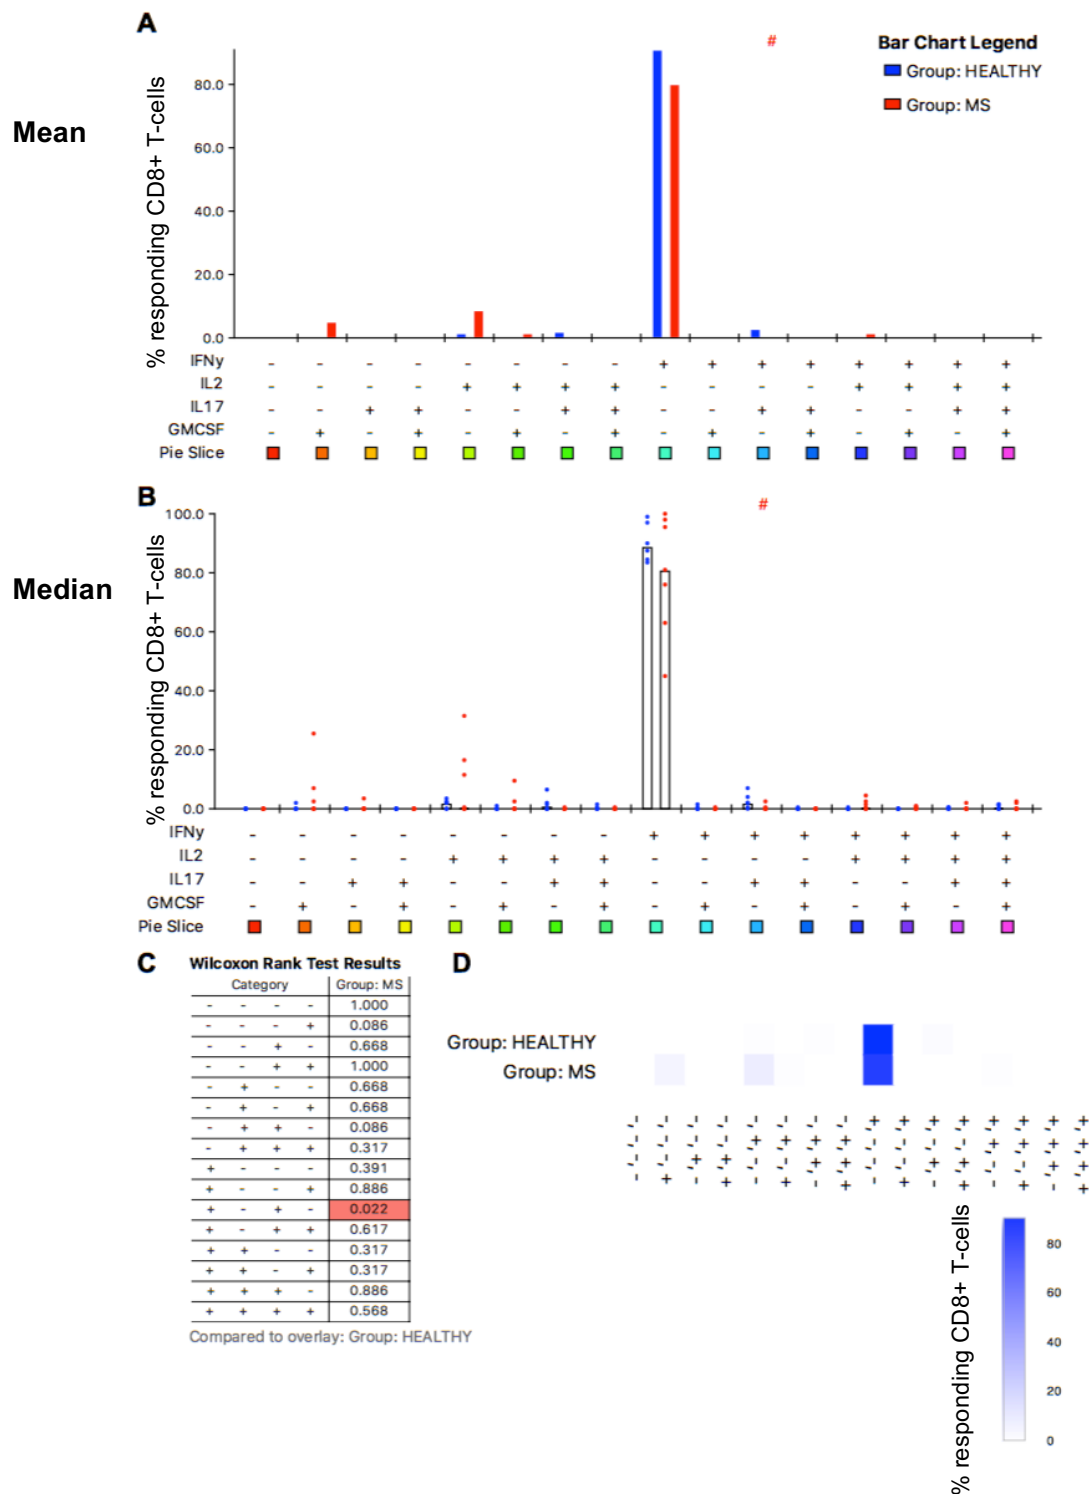 A
#
Bar Chart Legend
Group: HEALTHY
Group: MS
Mean
% responding CD8+ T-cells
80.0
60.0
40.0
20.0
0.0
IFNy - - - - - - - - + + + + + + + +
IL2 - - - - + + + + - - - - + + + +
IL17 - - + + - - + + - - + + - - + +
GMCSF - + - + - + - + - + - + - + - +
Pie Slice
B
#
Median
% responding CD8+ T-cells
100.0
80.0
60.0
40.0
20.0
0.0
IFNy - - - - - - - - + + + + + + + +
IL2 - - - - + + + + - - - - + + + +
IL17 - - + + - - + + - - + + - - + +
GMCSF - + - + - + - + - + - + - + - +
Pie Slice
C
Wilcoxon Rank Test Results
Category Group: MS
- - - - 1.000
- - - + 0.086
- - + - 0.668
- - + + 1.000
- + - - 0.668
- + - + 0.668
- + + - 0.086
- + + + 0.317
+ - - - 0.391
+ - - + 0.886
+ - + - 0.022
+ - + + 0.617
+ + - - 0.317
+ + - + 0.317
+ + + - 0.886
+ + + + 0.568
Compared to overlay: Group: HEALTHY
D
Group: HEALTHY
Group: MS
-, -, -, -, -, -, -, -, +, +, +, +, +, +, +, +,
-, -, -, -, +, +, +, +, -, -, -, -, +, +, +, +,
-, -, +, +, -, -, +, +, -, -, +, +, -, -, +, +,
- + - + - + - + - + - + - + - +
% responding CD8+ T-cells
80
60
40
20
0